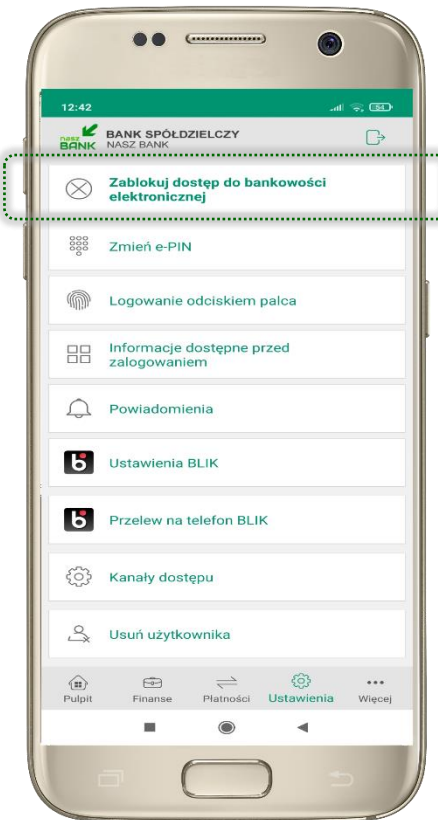 12:42
54
nasz
BANK
BANK SPÓŁDZIELCZY
NASZ BANK
Zablokuj dostęp do bankowości
elektronicznej
Zmień e-PIN
Logowanie odciskiem palca
Informacje dostępne przed
zalogowaniem
Powiadomienia
Ustawienia BLIK
Przelew na telefon BLIK
Kanały dostępu
Usuń użytkownika
Pulpit Finanse Płatności Ustawienia Więcej